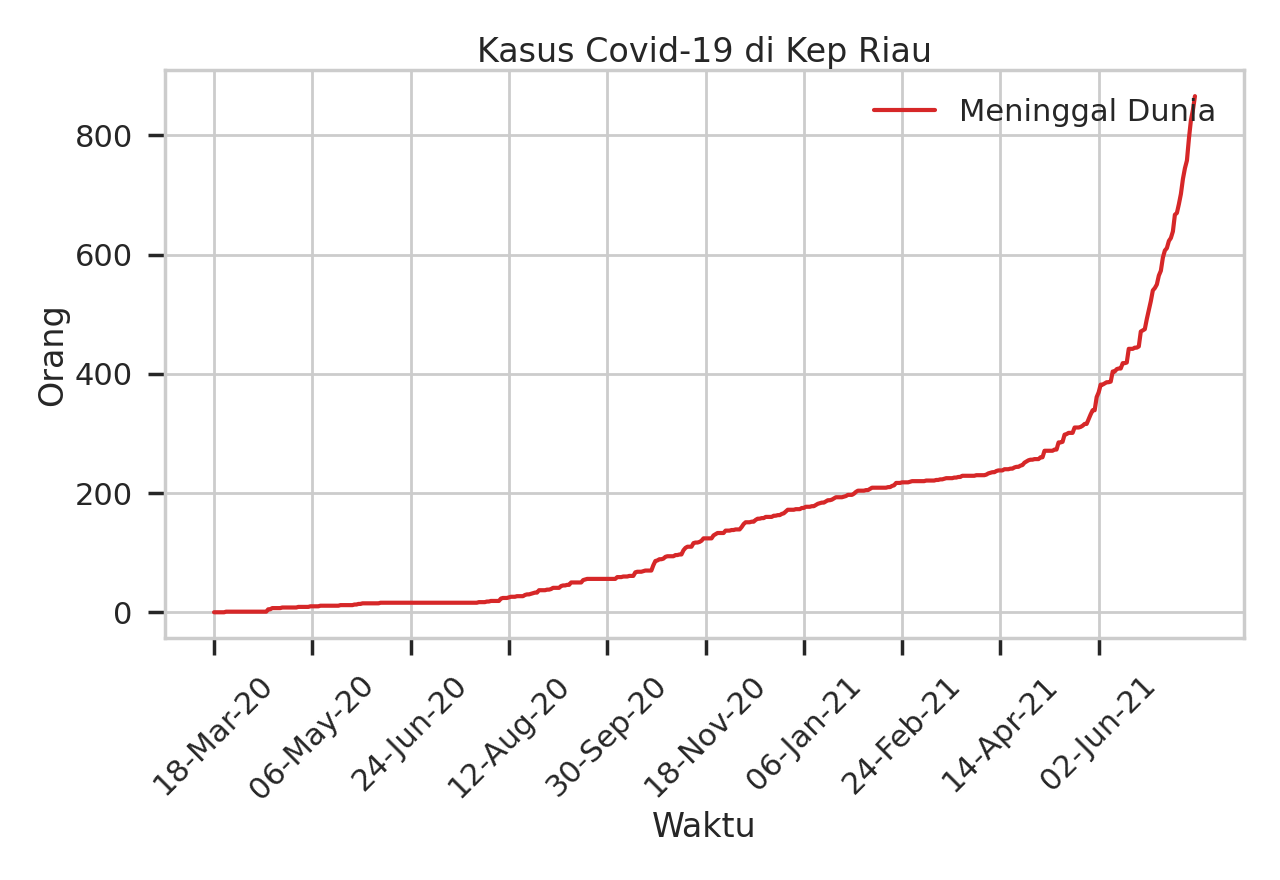 Kasus Covid-19 di Kep Riau
Meninggal Dunia
800
600
400
200
0
Orang
18-Mar-20
06-May-20
24-Jun-20
12-Aug-20
30-Sep-20
18-Nov-20
06-Jan-21
24-Feb-21
14-Apr-21
02-Jun-21
Waktu